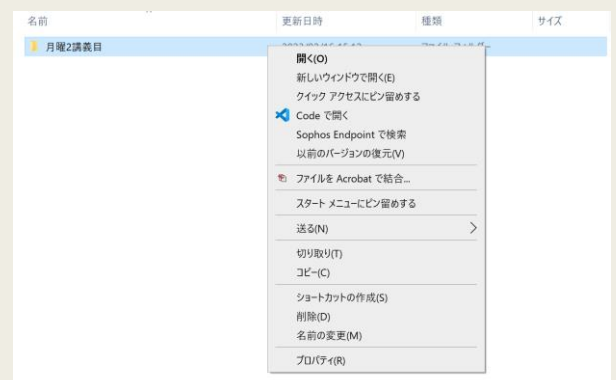 名前 更新日時 種類 サイズ
月曜2講義目
開く(O)
新しいウィンドウで開く(E)
クイック アクセスにピン留めする
Code で開く
Sophos Endpoint で検索
以前のバージョンの復元(V)
ファイルを Acrobat で結合...
スタート メニューにピン留めする
送る(N)
切り取り(T)
コピー(C)
ショートカットの作成(S)
削除(D)
名前の変更(M)
プロパティ(R)